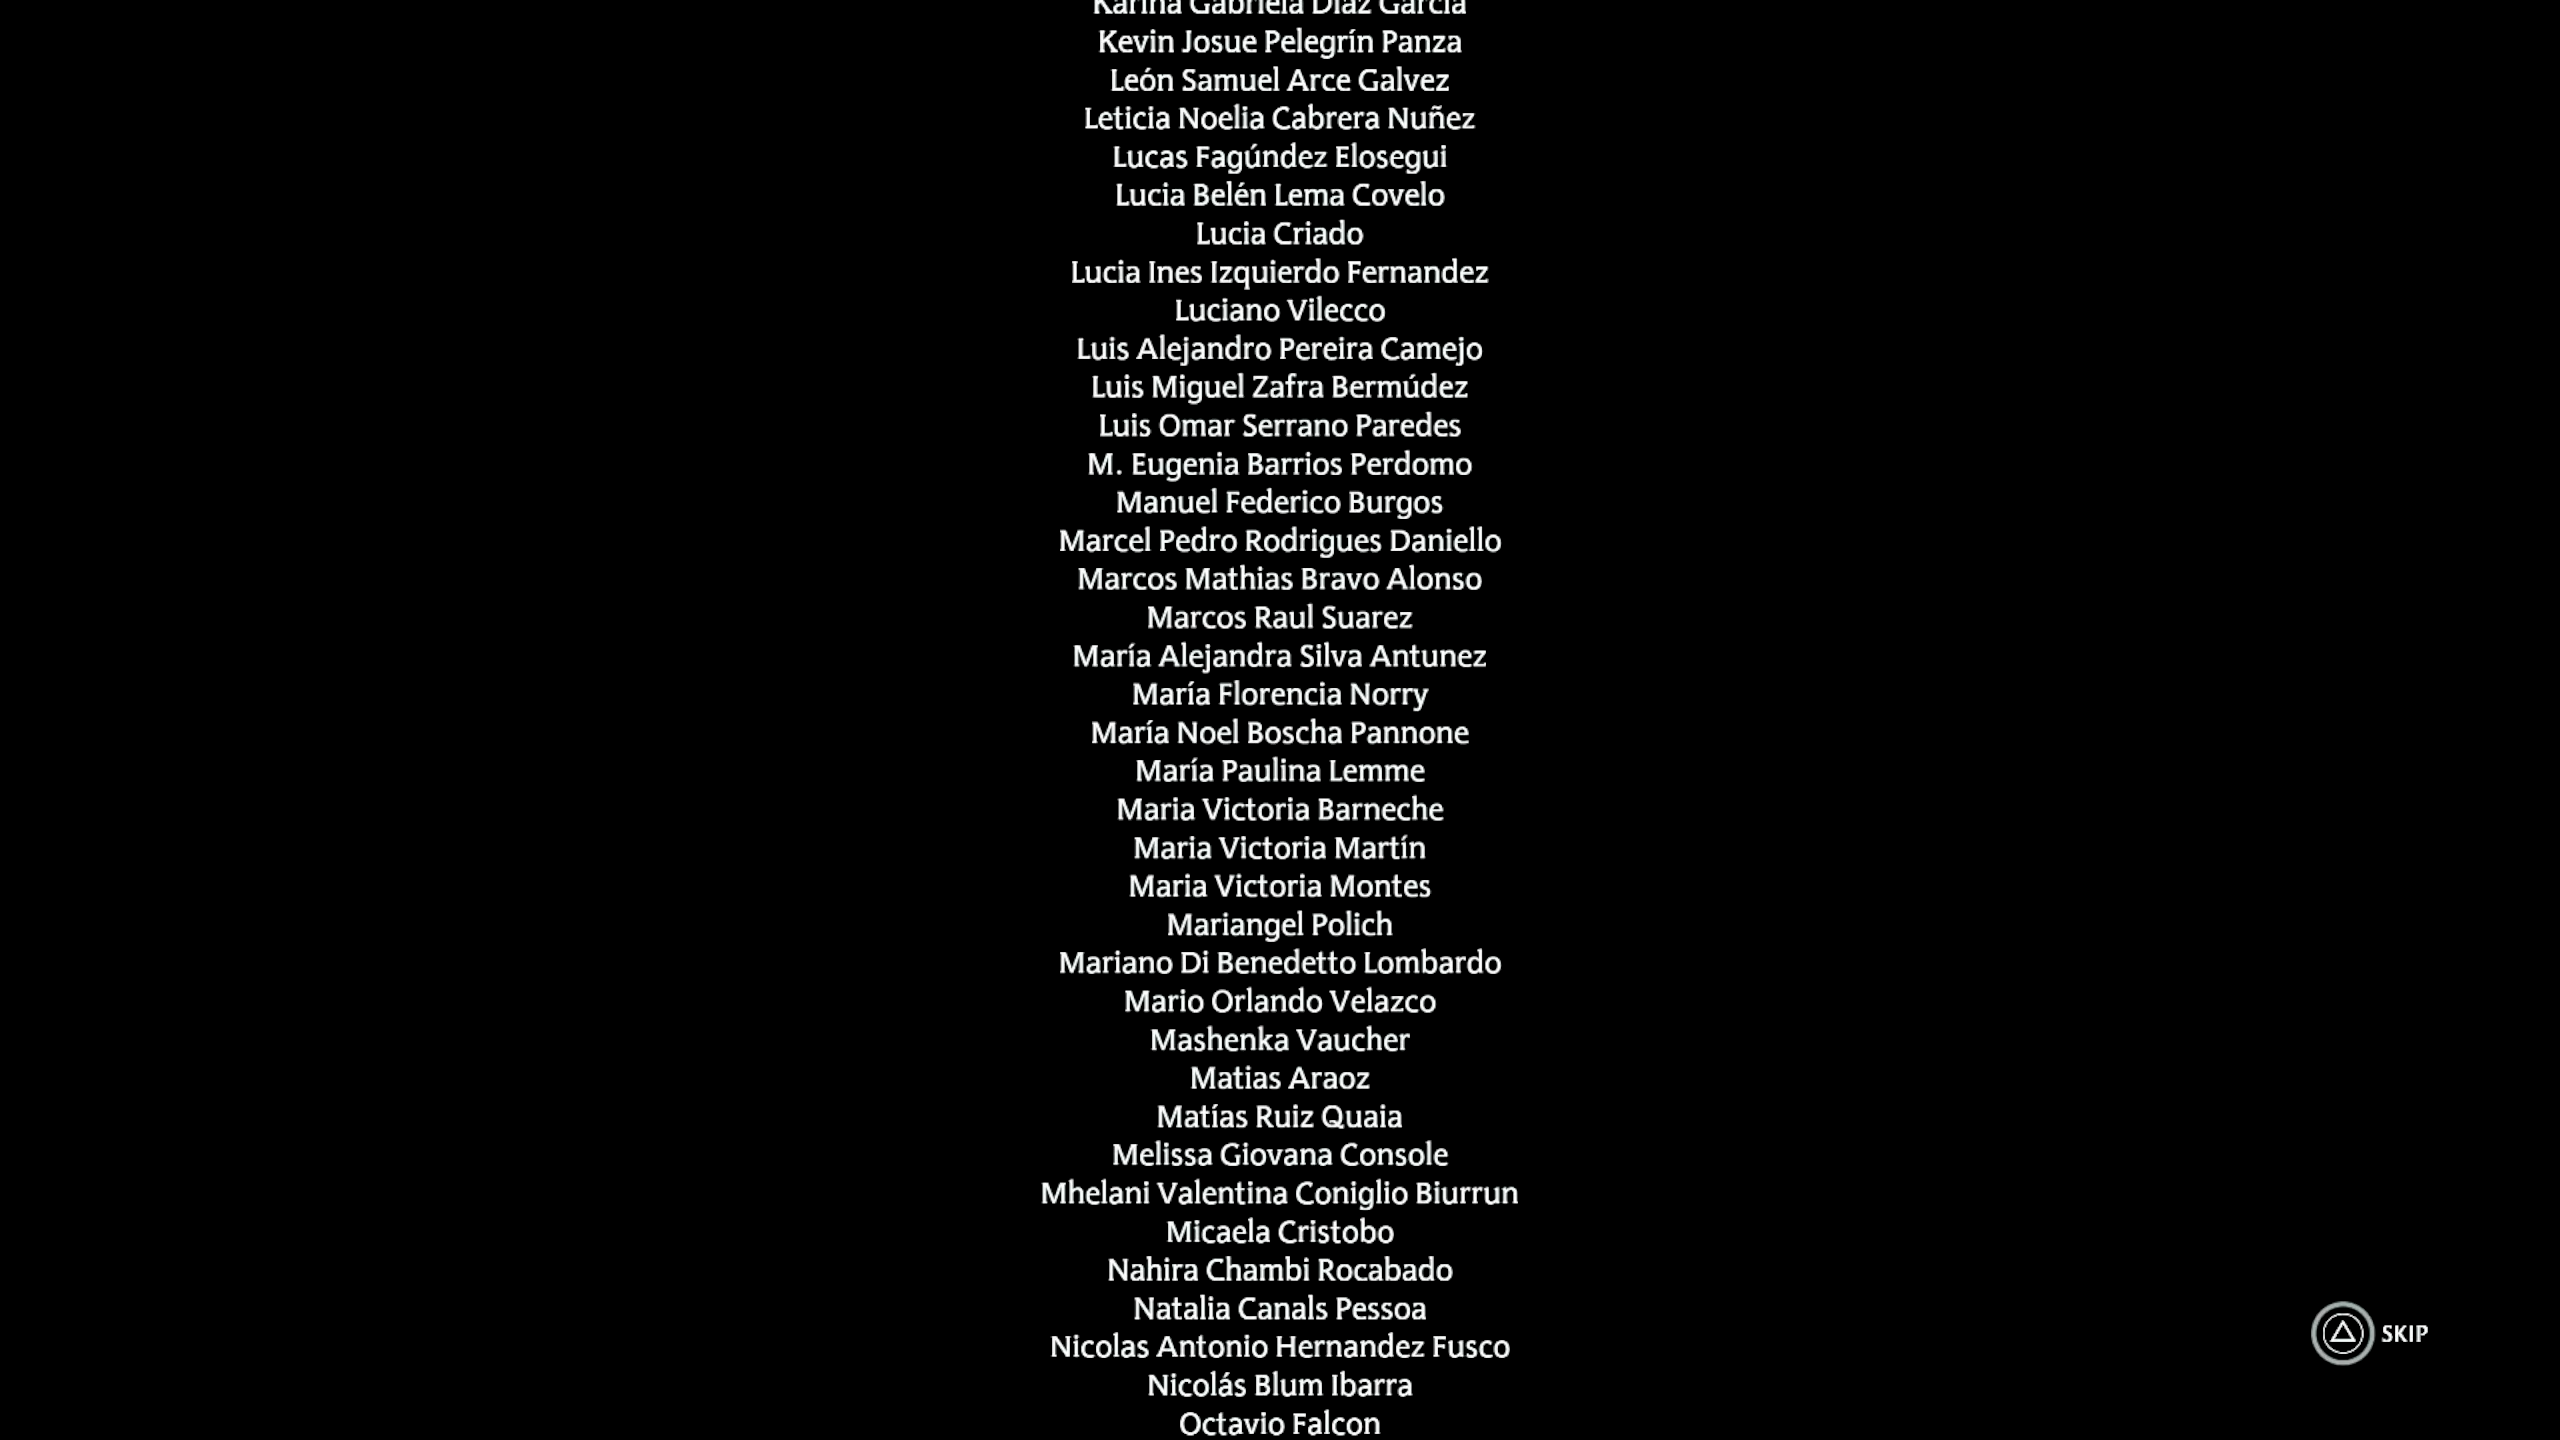 Karina Gabriela Diaz Garcia
Kevin Josue Pelegrín Panza
León Samuel Arce Galvez
Leticia Noelia Cabrera Nuñez
Lucas Fagúndez Elosegui
Lucia Belén Lema Covelo
Lucia Criado
Lucia Ines Izquierdo Fernandez
Luciano Vilecco
Luis Alejandro Pereira Camejo
Luis Miguel Zafra Bermúdez
Luis Omar Serrano Paredes
M. Eugenia Barrios Perdomo
Manuel Federico Burgos
Marcel Pedro Rodrigues Daniello
Marcos Mathias Bravo Alonso
Marcos Raul Suarez
María Alejandra Silva Antunez
María Florencia Norry
María Noel Boscha Pannone
María Paulina Lemme
Maria Victoria Barneche
Maria Victoria Martín
Maria Victoria Montes
Mariangel Polich
Mariano Di Benedetto Lombardo
Mario Orlando Velazco
Mashenka Vaucher
Matias Araoz
Matías Ruiz Quaia
Melissa Giovana Console
Mhelani Valentina Coniglio Biurrun
Micaela Cristobo
Nahira Chambi Rocabado
Natalia Canals Pessoa
SKIP
Nicolas Antonio Hernandez Fusco
Nicolás Blum Ibarra
Octavio Falcon